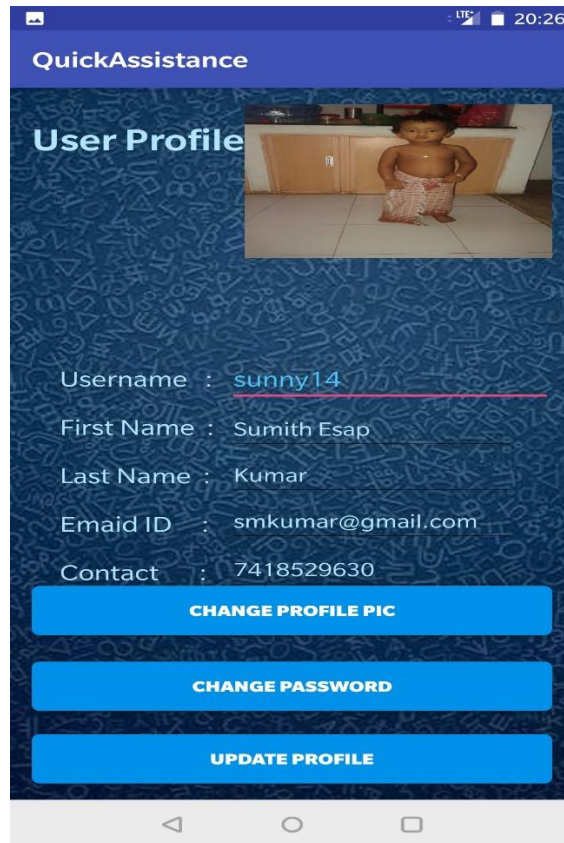 LTE+ 20:26
QuickAssistance
User Profile
Username : sunny14
First Name : Sumith Esap
Last Name : Kumar
Emaid ID : smkumar@gmail.com
Contact : 7418529630
CHANGE PROFILE PIC
CHANGE PASSWORD
UPDATE PROFILE